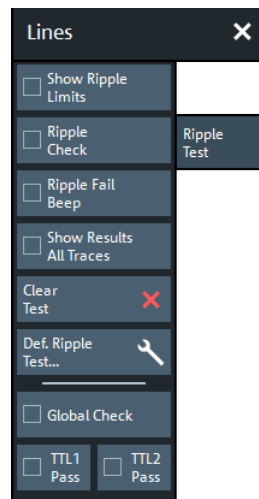 Lines
Show Ripple
Limits
Ripple
Check
Ripple
Test
Ripple Fail
Beep
Show Results
All Traces
Clear
Test
Def. Ripple
Test...
Global Check
TTL1
Pass
TTL2
Pass